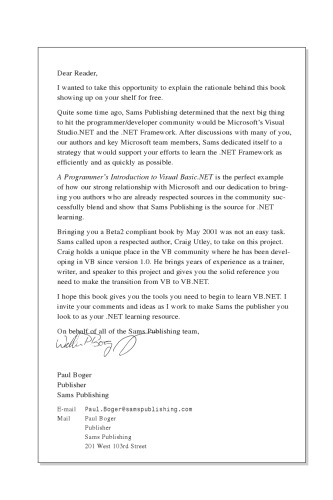 Dear Reader,
I wanted to take this opportunity to explain the rationale behind this book
showing up on your shelf for free.
Quite some time ago, Sams Publishing determined that the next big thing
to hit the programmer/developer community would be Microsoft's Visual
Studio.NET and the .NET Framework. After discussions with many of you,
our authors and key Microsoft team members, Sams dedicated itself to a
strategy that would support your efforts to learn the .NET Framework as
efficiently and as quickly as possible.
A Programmer's Introduction to Visual Basic.NET is the perfect example
of how our strong relationship with Microsoft and our dedication to bring-
ing you authors who are already respected sources in the community suc-
cessfully blend and show that Sams Publishing is the source for .NET
learning.
Bringing you a Beta2 compliant book by May 2001 was not an easy task.
Sams called upon a respected author, Craig Utley, to take on this project.
Craig holds a unique place in the VB community where he has been devel-
oping in VB since version 1.0. He brings years of experience as a trainer,
writer, and speaker to this project and gives you the solid reference you
need to make the transition from VB to VB.NET.
I hope this book gives you the tools you need to begin to learn VB.NET. I
invite your comments and ideas as I work to make Sams the publisher you
look to as your .NET learning resource.
On behalf of all of the Sams Publishing team,
Paul Boger
Publisher
Sams Publishing
E-mail Paul.Boger@samspublishing.com
Mail Paul Boger
Publisher
Sams Publishing
201 West 103rd Street